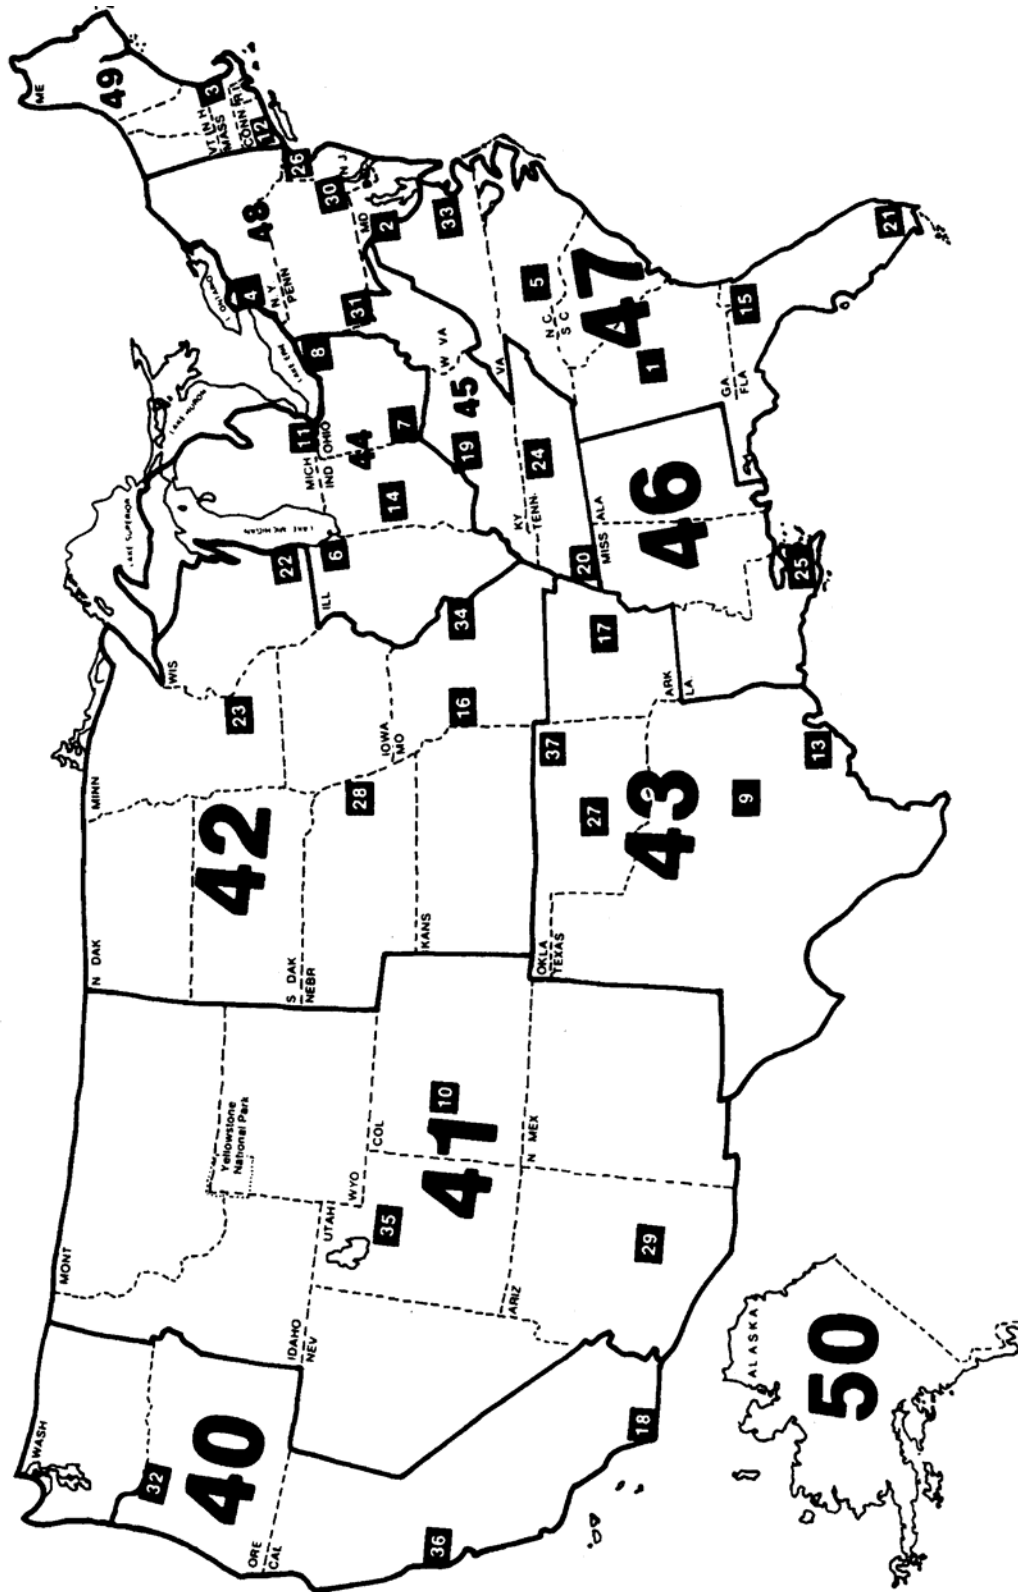 WASH
ORE
CAL
40
32
36
18
MONT
IDAHO
NEV
Yellowstone
National Park
UTAH
WYO
COL
ARIZ
N MEX
41
35
10
29
N DAK
S DAK
NEBR
KANS
MINN
IOWA
MO
WIS
42
23
28
16
34
22
OKLA
TEXAS
ARK
LA.
43
37
27
9
13
17
25
ILL
MICH
IND
OHIO
44
6
14
7
11
8
LAKE SUPERIOR
LAKE MICHIGAN
LAKE HURON
LAKE ERIE
L ONTARIO
KY
TENN.
W VA
VA
45
19
24
20
MISS
ALA
46
N C
S C
GA
FLA
47
5
1
15
21
33
N.Y
PENN
N J
MD
48
4
31
30
26
2
ME
VT
N H
MASS
CONN
R I
49
3
12
ALASKA
50